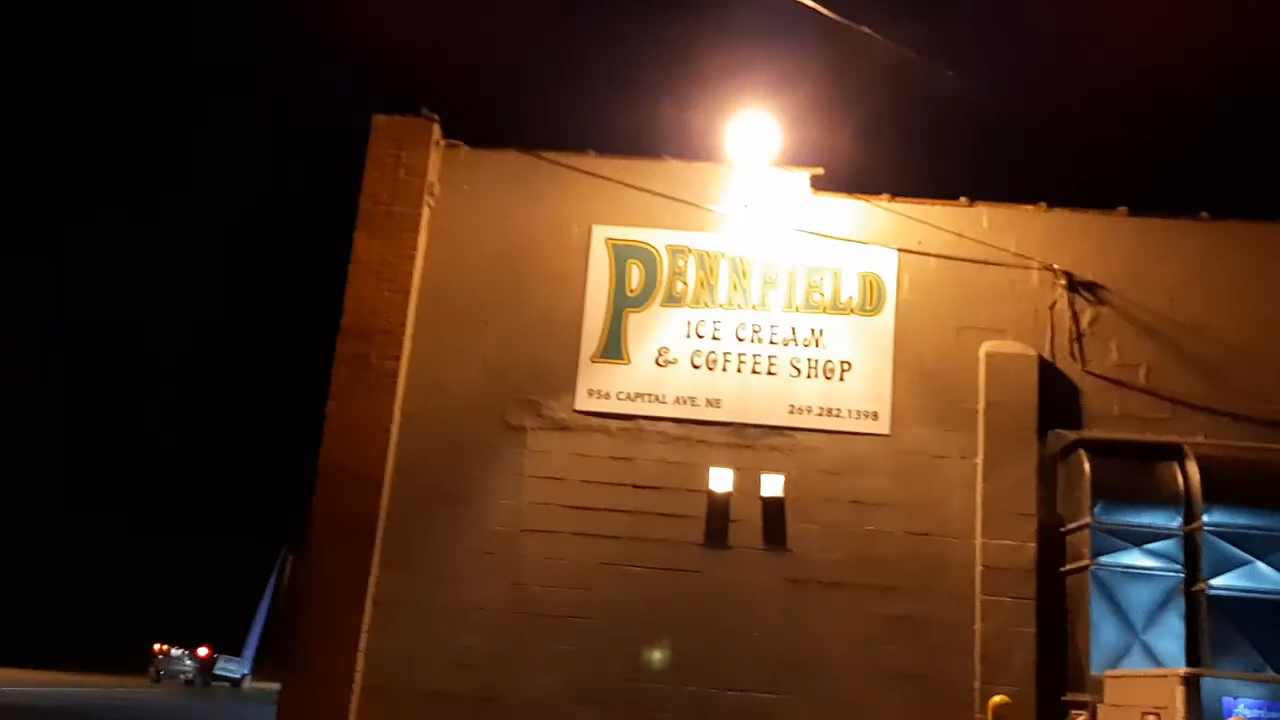 PENNFIELD
ICE CREAM
& COFFEE SHOP
956 CAPITAL AVE. NE 269.282.1398